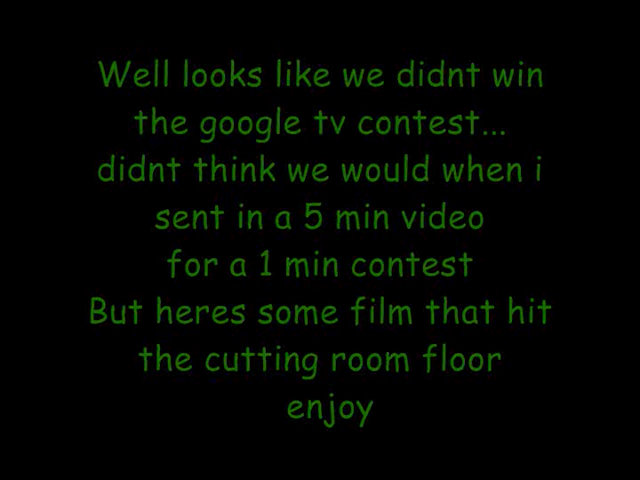 Well looks like we didnt win
the google tv contest...
didnt think we would when i
sent in a 5 min video
for a 1 min contest
But heres some film that hit
the cutting room floor
enjoy